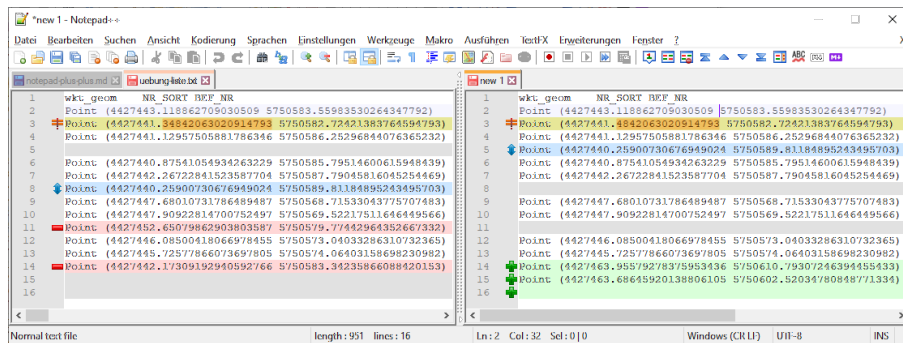 *new 1 - Notepad++
Datei Bearbeiten Suchen Ansicht Kodierung Sprachen Einstellungen Werkzeuge Makro Ausführen TextFX Erweiterungen Fenster ?
notepad-plus-plus.md uebung-liste.txt
1 wkt_geom NR_SORT BEF_NR
2 Point (4427443.118862709030509 5750583.55983530264347792)
3 Point (4427441.34842063020914793 5750582.72421383764594793)
4 Point (4427441.12957505881786346 5750586.25296844076365232)
5
6 Point (4427440.87541054934263229 5750585.79514600615948439)
7 Point (4427442.26722841523587704 5750587.79045816045254469)
8 Point (4427440.25900730676949024 5750589.81184895243495703)
9 Point (4427447.68010731786489487 5750568.71533043775707483)
10 Point (4427447.90922814700752497 5750569.52217511646449566)
11 Point (4427452.65079862903803587 5750579.77442964352667332)
12 Point (4427446.08500418066978455 5750573.04033286310732365)
13 Point (4427445.72577866073697805 5750574.06403158698230982)
14 Point (4427442.17309192940592766 5750583.34235866088420153)
15
16
new 1
1 wkt_geom NR_SORT BEF_NR
2 Point (4427443.118862709030509 5750583.55983530264347792)
3 Point (4427441.4842063020914793 5750582.72421383764594793)
4 Point (4427441.12957505881786346 5750586.25296844076365232)
5 Point (4427440.25900730676949024 5750589.81184895243495703)
6 Point (4427440.87541054934263229 5750585.79514600615948439)
7 Point (4427442.26722841523587704 5750587.79045816045254469)
8
9 Point (4427447.68010731786489487 5750568.71533043775707483)
10 Point (4427447.90922814700752497 5750569.52217511646449566)
11
12 Point (4427446.08500418066978455 5750573.04033286310732365)
13 Point (4427445.72577866073697805 5750574.06403158698230982)
14 Point (4427463.95579278375953436 5750610.79307246394455433)
15 Point (4427463.68645920138806105 5750602.52034780848771334)
16
Normal text file length : 951 lines : 16 Ln : 2 Col : 32 Sel : 0 | 0 Windows (CR LF) UTF-8 INS